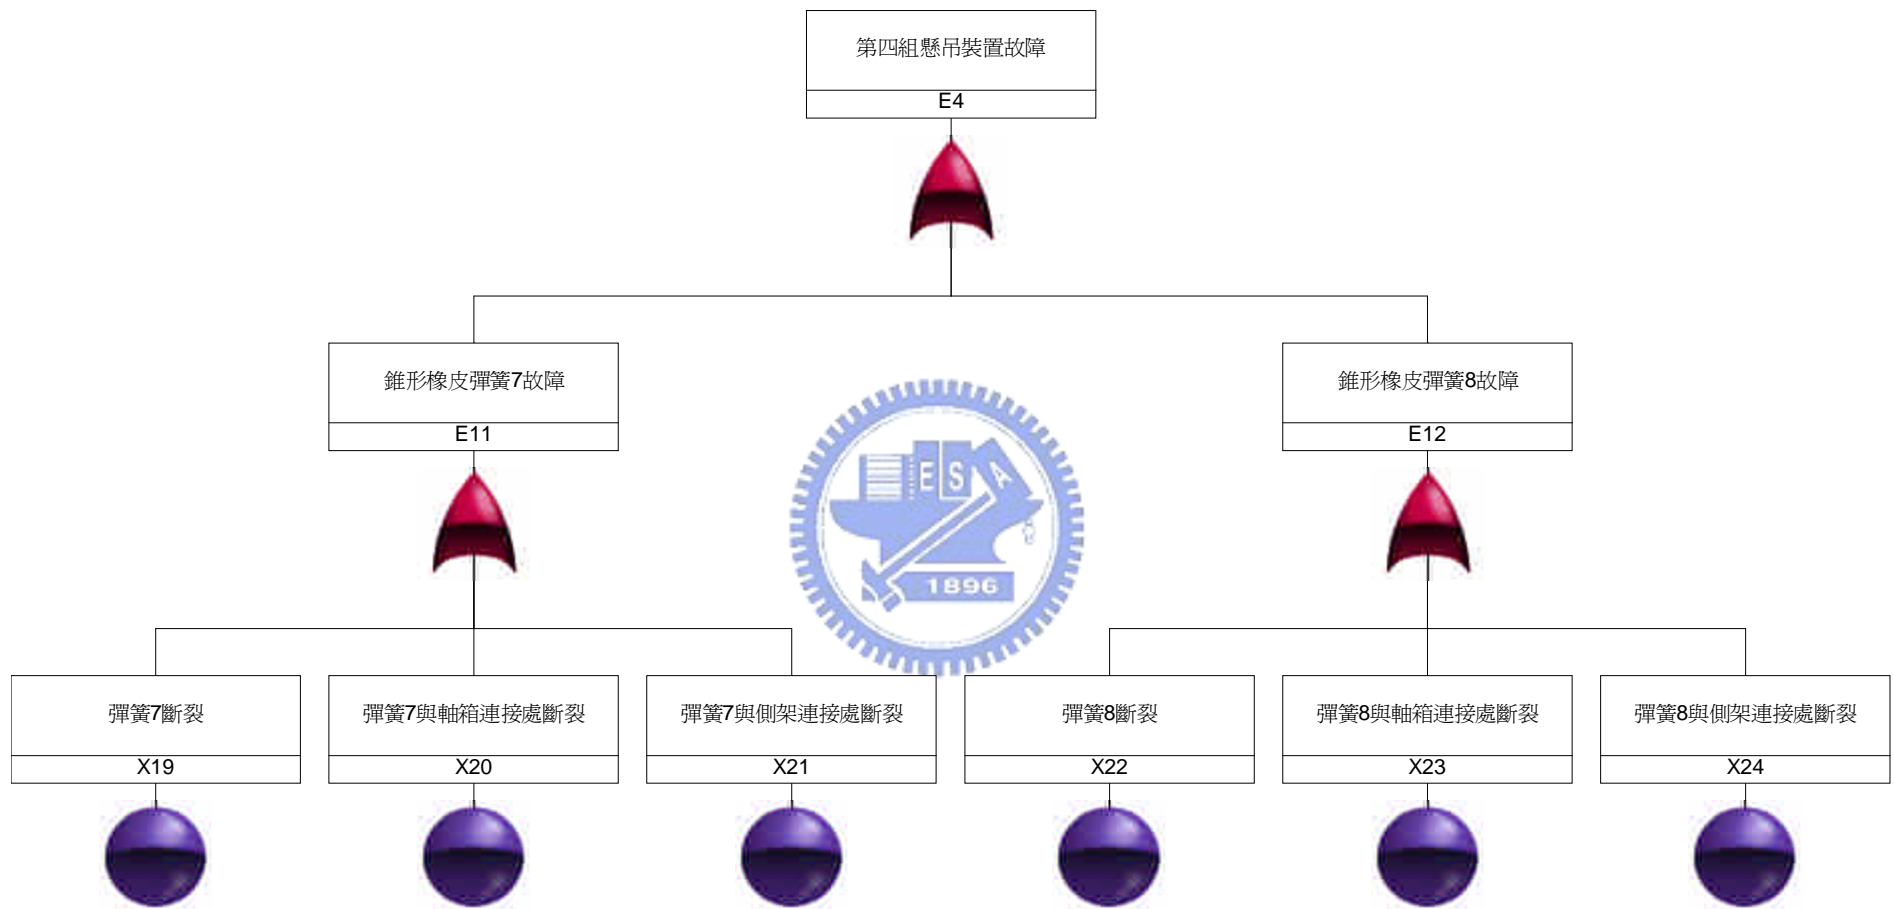 第四組懸吊裝置故障
E4
錐形橡皮彈簧7故障
E11
錐形橡皮彈簧8故障
E12
E S A
1896
彈簧7斷裂
X19
彈簧7與軸箱連接處斷裂
X20
彈簧7與側架連接處斷裂
X21
彈簧8斷裂
X22
彈簧8與軸箱連接處斷裂
X23
彈簧8與側架連接處斷裂
X24